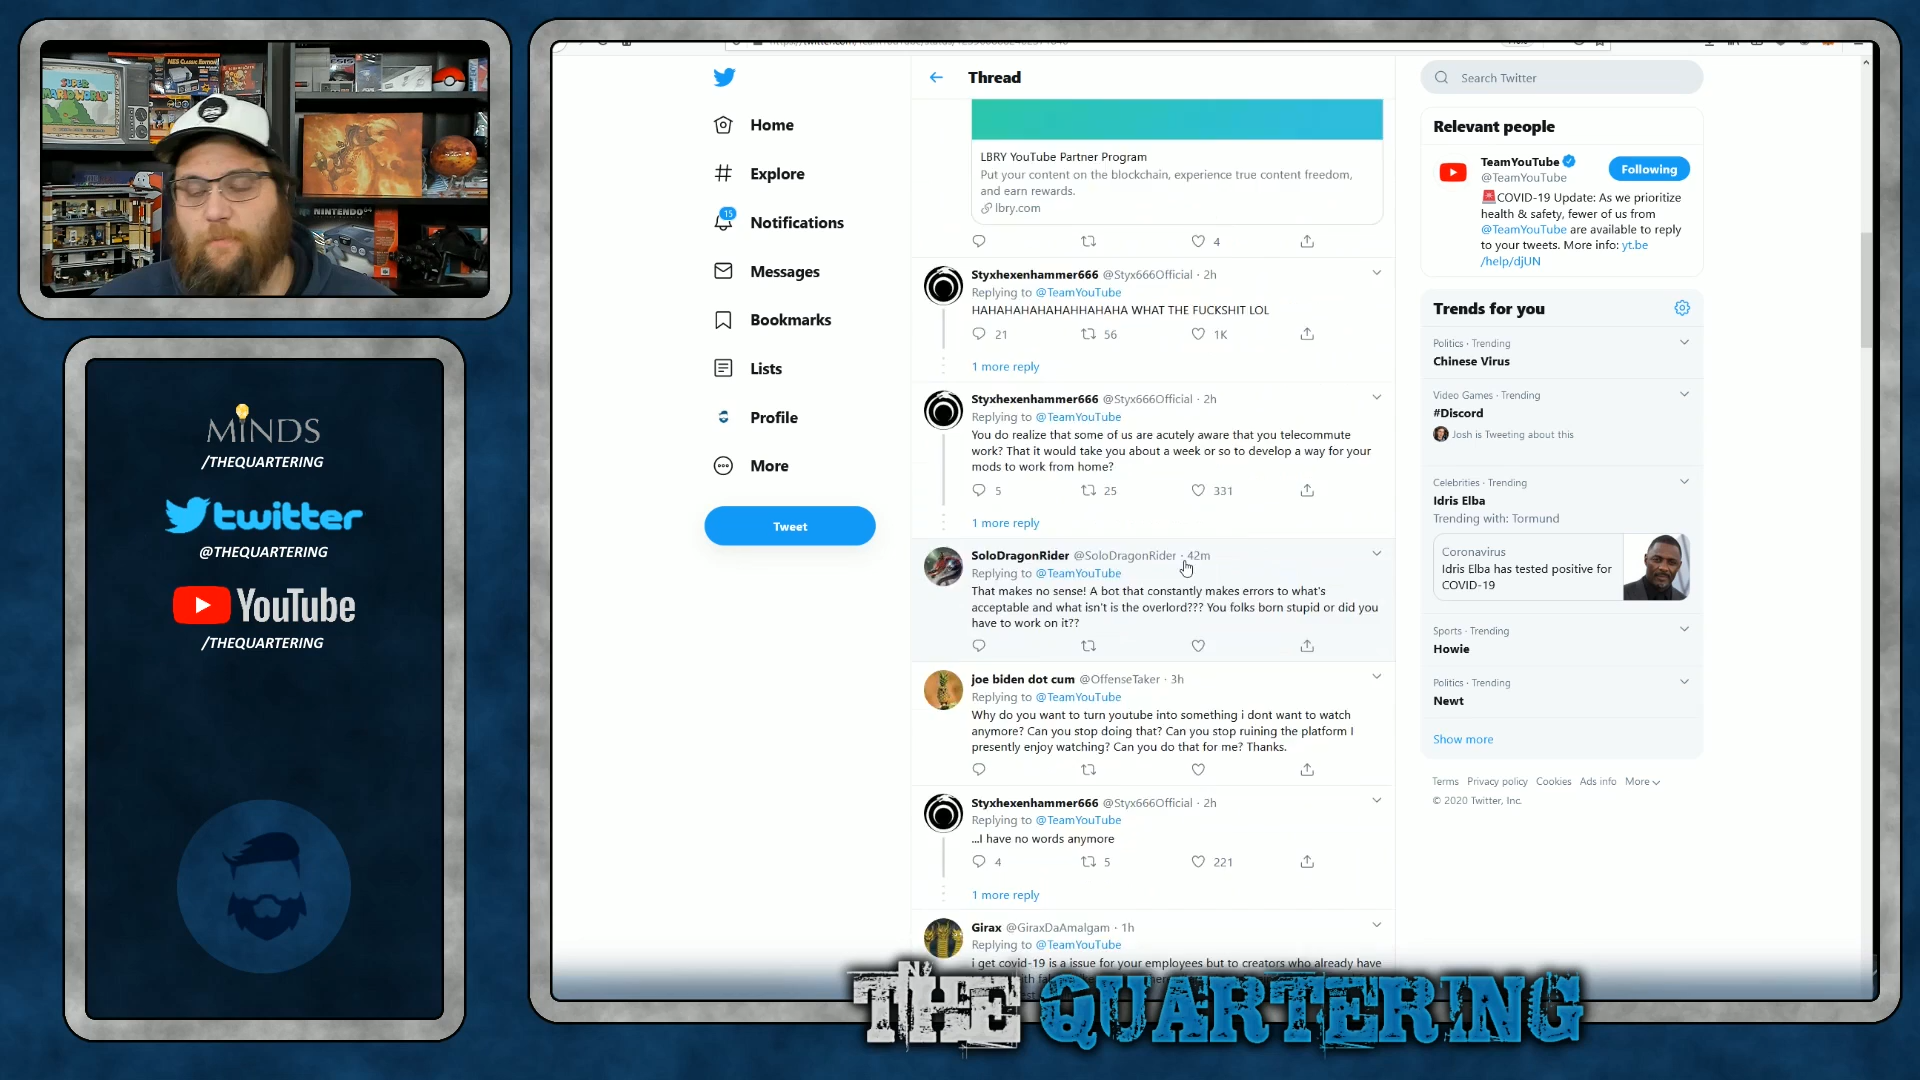 MINDS
/THEQUARTERING
twitter
@THEQUARTERING
YouTube
/THEQUARTERING
SUPER
MARIO WORLD
NES CLASSIC EDITION
NINTENDO 64
Home
Explore
15
Notifications
Messages
Bookmarks
Lists
Profile
More
Tweet
Thread
LBRY YouTube Partner Program
Put your content on the blockchain, experience true content freedom,
and earn rewards.
lbry.com
4
Styxhexenhammer666 @Styx666Official · 2h
Replying to @TeamYouTube
HAHAHAHAHAHAHHAHAHA WHAT THE FUCKSHIT LOL
21 56 1K
1 more reply
Styxhexenhammer666 @Styx666Official · 2h
Replying to @TeamYouTube
You do realize that some of us are acutely aware that you telecommute
work? That it would take you about a week or so to develop a way for your
mods to work from home?
5 25 331
1 more reply
SoloDragonRider @SoloDragonRider · 42m
Replying to @TeamYouTube
That makes no sense! A bot that constantly makes errors to what's
acceptable and what isn't is the overlord??? You folks born stupid or did you
have to work on it??
joe biden dot cum @OffenseTaker · 3h
Replying to @TeamYouTube
Why do you want to turn youtube into something i dont want to watch
anymore? Can you stop doing that? Can you stop ruining the platform I
presently enjoy watching? Can you do that for me? Thanks.
Styxhexenhammer666 @Styx666Official · 2h
Replying to @TeamYouTube
...I have no words anymore
4 5 221
1 more reply
Girax @GiraxDaAmalgam · 1h
Replying to @TeamYouTube
i get covid-19 is a issue for your employees but to creators who already have
Search Twitter
Relevant people
TeamYouTube
@TeamYouTube
Following
COVID-19 Update: As we prioritize
health & safety, fewer of us from
@TeamYouTube are available to reply
to your tweets. More info: yt.be
/help/djUN
Trends for you
Politics · Trending
Chinese Virus
Video Games · Trending
#Discord
Josh is Tweeting about this
Celebrities · Trending
Idris Elba
Trending with: Tormund
Coronavirus
Idris Elba has tested positive for
COVID-19
Sports · Trending
Howie
Politics · Trending
Newt
Show more
Terms Privacy policy Cookies Ads info More
© 2020 Twitter, Inc.
THE QUARTERING